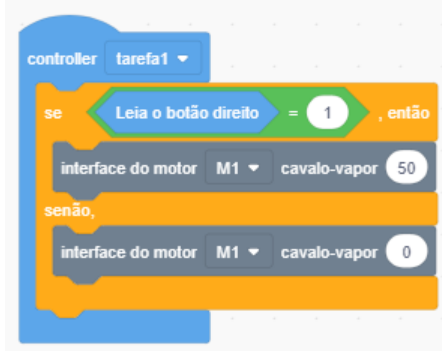 controller tarefa1
se Leia o botão direito = 1 , então
interface do motor M1 cavalo-vapor 50
senão,
interface do motor M1 cavalo-vapor 0